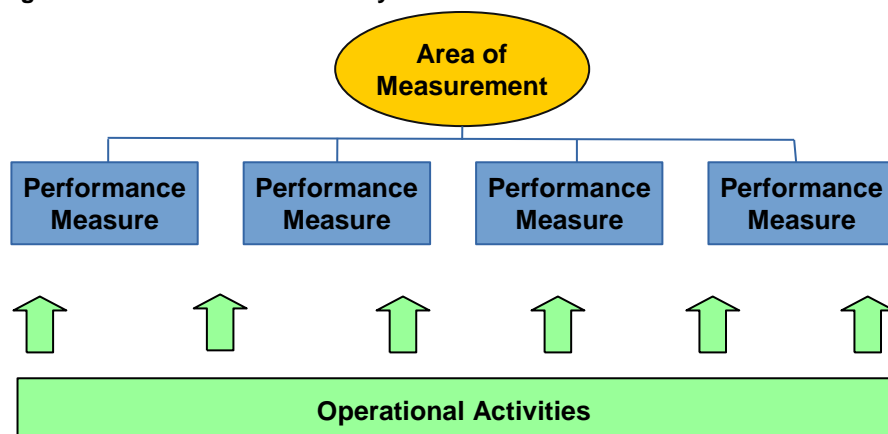 Area of
Measurement
Performance
Measure
Performance
Measure
Performance
Measure
Performance
Measure
Operational Activities